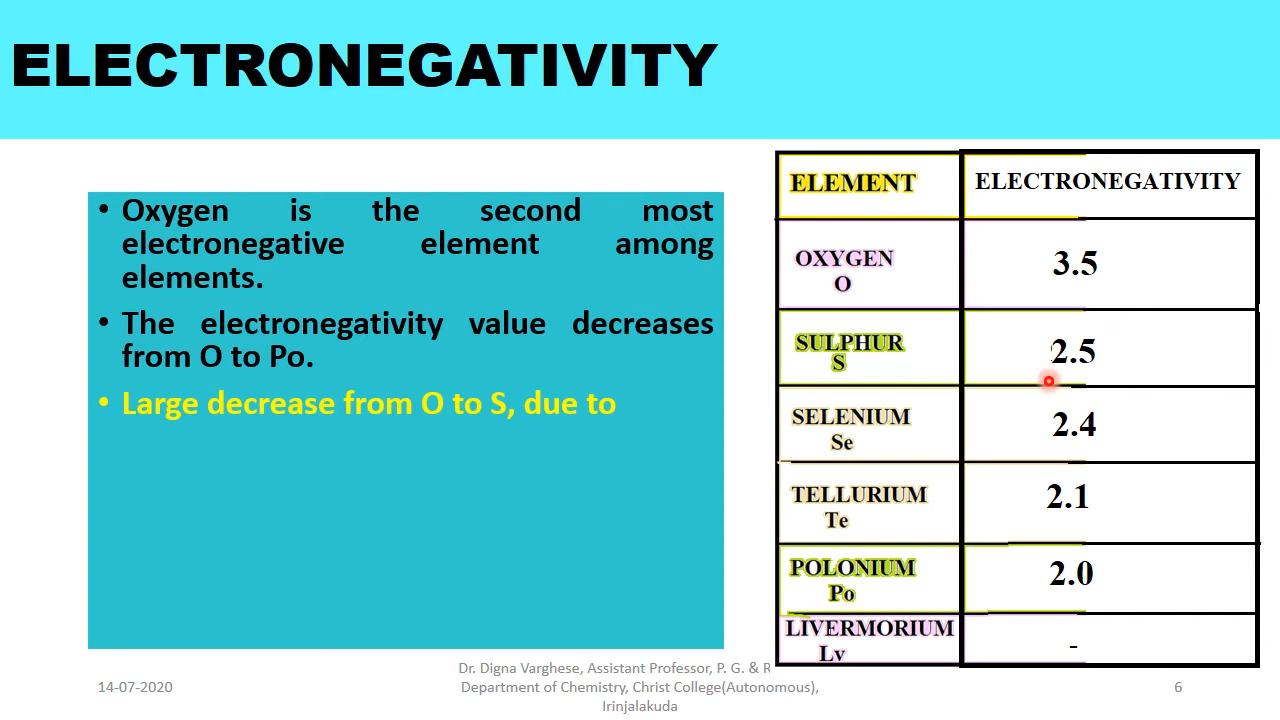 ELECTRONEGATIVITY
• Oxygen is the second most
electronegative element among
elements.
• The electronegativity value decreases
from O to Po.
• Large decrease from O to S, due to
ELEMENT ELECTRONEGATIVITY
OXYGEN
O
3.5
SULPHUR
S
2.5
SELENIUM
Se
2.4
TELLURIUM
Te
2.1
POLONIUM
Po
2.0
LIVERMORIUM
Lv
-
14-07-2020
Dr. Digna Varghese, Assistant Professor, P. G. & R
Department of Chemistry, Christ College(Autonomous),
Irinjalakuda
6